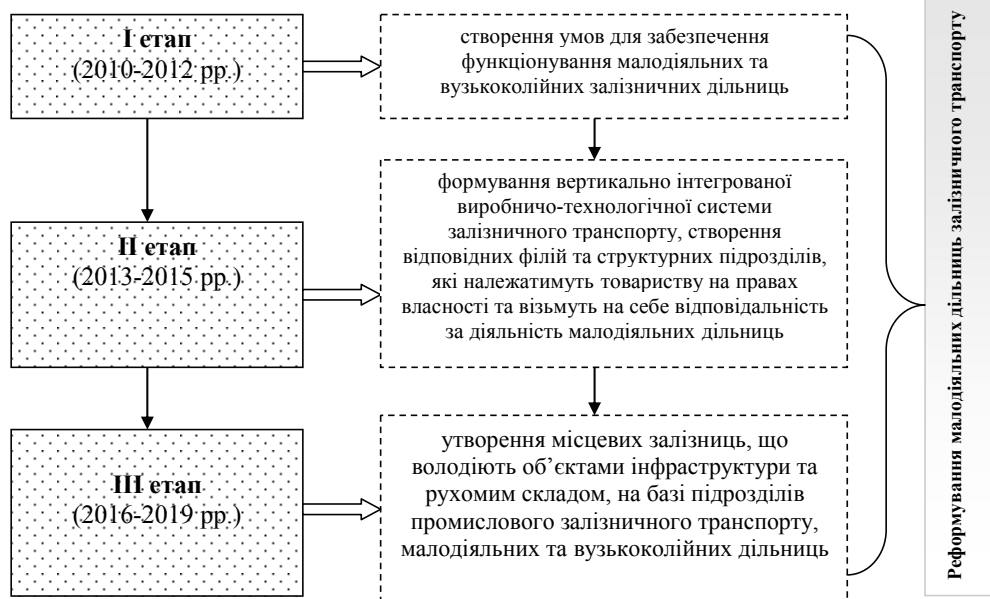 І етап
(2010-2012 рр.)
створення умов для забезпечення
функціонування малодіяльних та
вузькоколійних залізничних дільниць
ІІ етап
(2013-2015 рр.)
формування вертикально інтегрованої
виробничо-технологічної системи
залізничного транспорту, створення
відповідних філій та структурних підрозділів,
які належатимуть товариству на правах
власності та візьмуть на себе відповідальність
за діяльність малодіяльних дільниць
ІІІ етап
(2016-2019 рр.)
утворення місцевих залізниць, що
володіють об’єктами інфраструктури та
рухомим складом, на базі підрозділів
промислового залізничного транспорту,
малодіяльних та вузькоколійних дільниць
Реформування малодіяльних дільниць залізничного транспорту